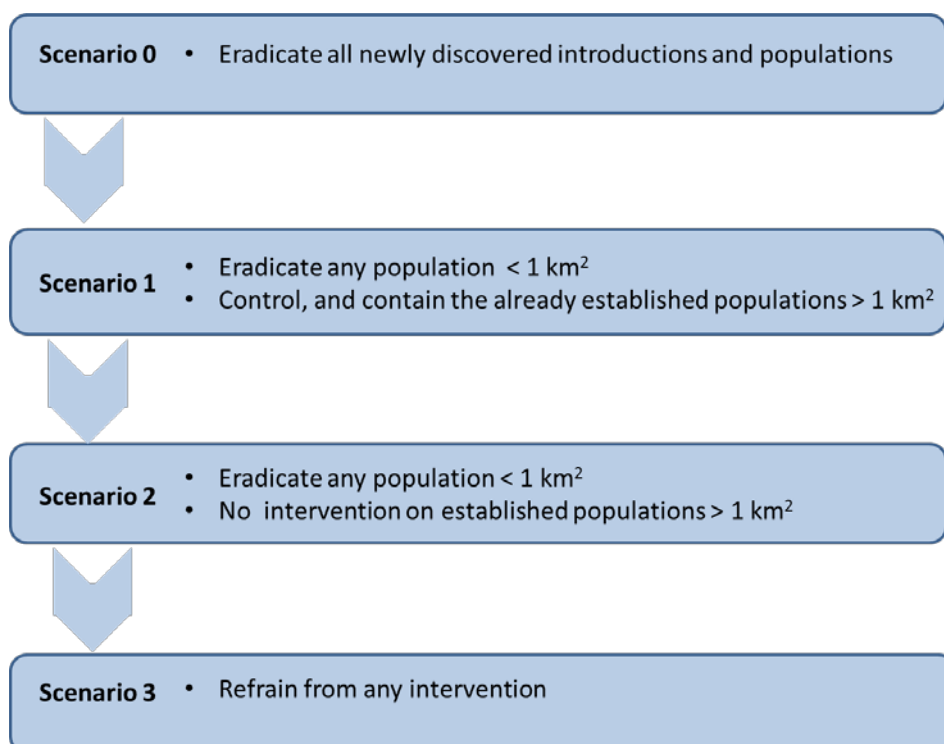 Scenario 0 • Eradicate all newly discovered introductions and populations
Scenario 1 • Eradicate any population < 1 km²
• Control, and contain the already established populations > 1 km²
Scenario 2 • Eradicate any population < 1 km²
• No intervention on established populations > 1 km²
Scenario 3 • Refrain from any intervention